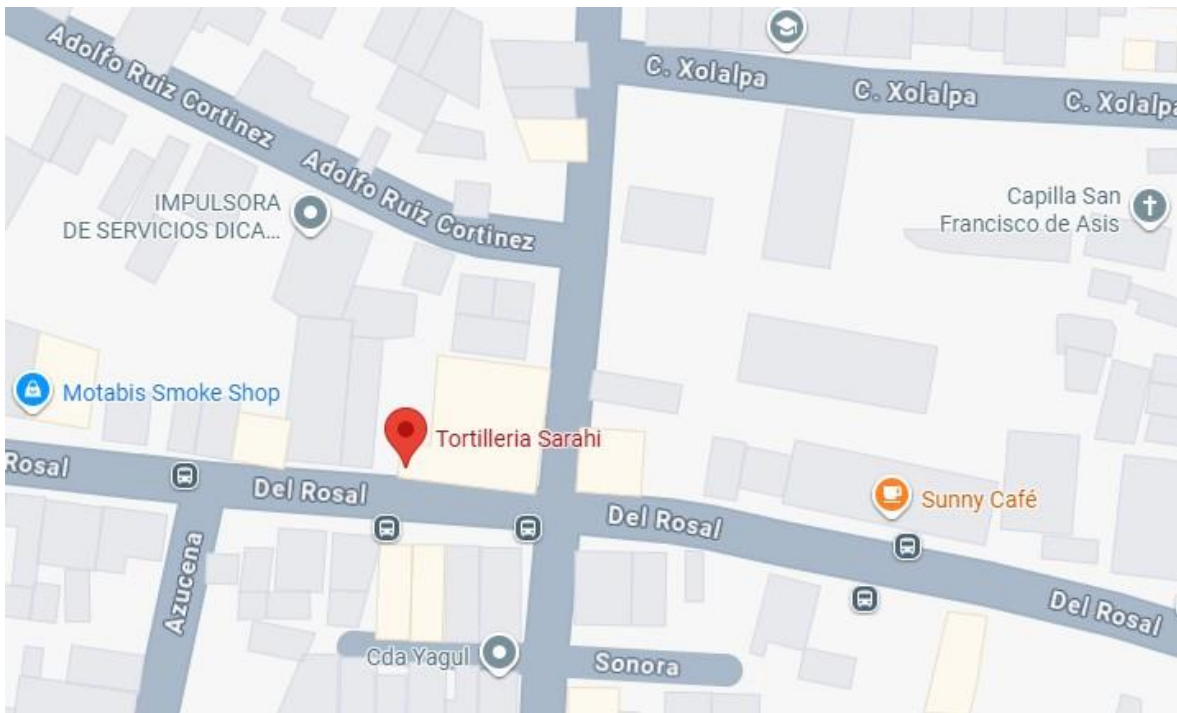 Adolfo Ruiz Cortinez
C. Xolalpa
C. Xolalpa
C. Xolalpa
Adolfo Ruiz Cortinez
IMPULSORA
DE SERVICIOS DICA...
Capilla San
Francisco de Asis
Motabis Smoke Shop
Tortilleria Sarahi
Rosal
Del Rosal
Del Rosal
Sunny Café
Azucena
Del Rosal
Cda Yagul
Sonora